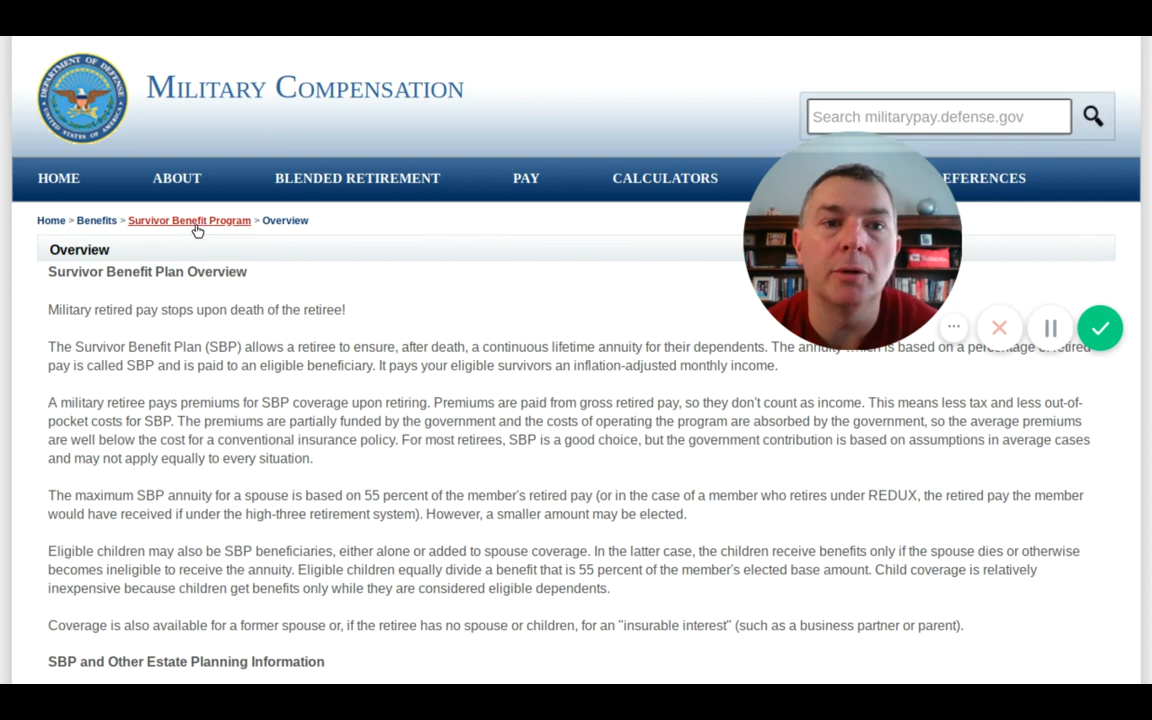 DEPARTMENT OF DEFENSE
UNITED STATES OF AMERICA
MILITARY COMPENSATION
Search militarypay.defense.gov
HOME ABOUT BLENDED RETIREMENT PAY CALCULATORS
Home > Benefits > Survivor Benefit Program > Overview
Overview
Survivor Benefit Plan Overview
Military retired pay stops upon death of the retiree!
The Survivor Benefit Plan (SBP) allows a retiree to ensure, after death, a continuous lifetime annuity for their dependents. The annuity which is based on a percentage retired
pay is called SBP and is paid to an eligible beneficiary. It pays your eligible survivors an inflation-adjusted monthly income.
A military retiree pays premiums for SBP coverage upon retiring. Premiums are paid from gross retired pay, so they don't count as income. This means less tax and less out-of-
pocket costs for SBP. The premiums are partially funded by the government and the costs of operating the program are absorbed by the government, so the average premiums
are well below the cost for a conventional insurance policy. For most retirees, SBP is a good choice, but the government contribution is based on assumptions in average cases
and may not apply equally to every situation.
The maximum SBP annuity for a spouse is based on 55 percent of the member's retired pay (or in the case of a member who retires under REDUX, the retired pay the member
would have received if under the high-three retirement system). However, a smaller amount may be elected.
Eligible children may also be SBP beneficiaries, either alone or added to spouse coverage. In the latter case, the children receive benefits only if the spouse dies or otherwise
becomes ineligible to receive the annuity. Eligible children equally divide a benefit that is 55 percent of the member's elected base amount. Child coverage is relatively
inexpensive because children get benefits only while they are considered eligible dependents.
Coverage is also available for a former spouse or, if the retiree has no spouse or children, for an "insurable interest" (such as a business partner or parent).
SBP and Other Estate Planning Information